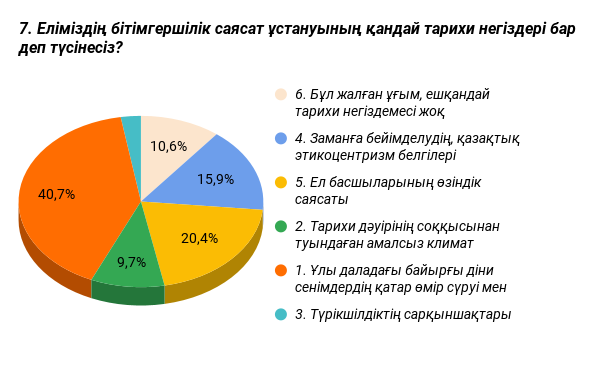 7. Еліміздің бітімгершілік саясат ұстануының қандай тарихи негіздері бар
деп түсінесіз?
10,6%
15,9%
20,4%
9,7%
40,7%
6. Бұл жалған ұғым, ешқандай
тарихи негіздемесі жоқ
4. Заманға бейімделудің, қазақтық
этикоцентризм белгілері
5. Ел басшыларының өзіндік
саясаты
2. Тарихи дәуірінің соққысынан
туындаған амалсыз климат
1. Ұлы даладағы байырғы діни
сенімдердің қатар өмір сүруі мен
3. Түрікшілдіктің сарқыншақтары